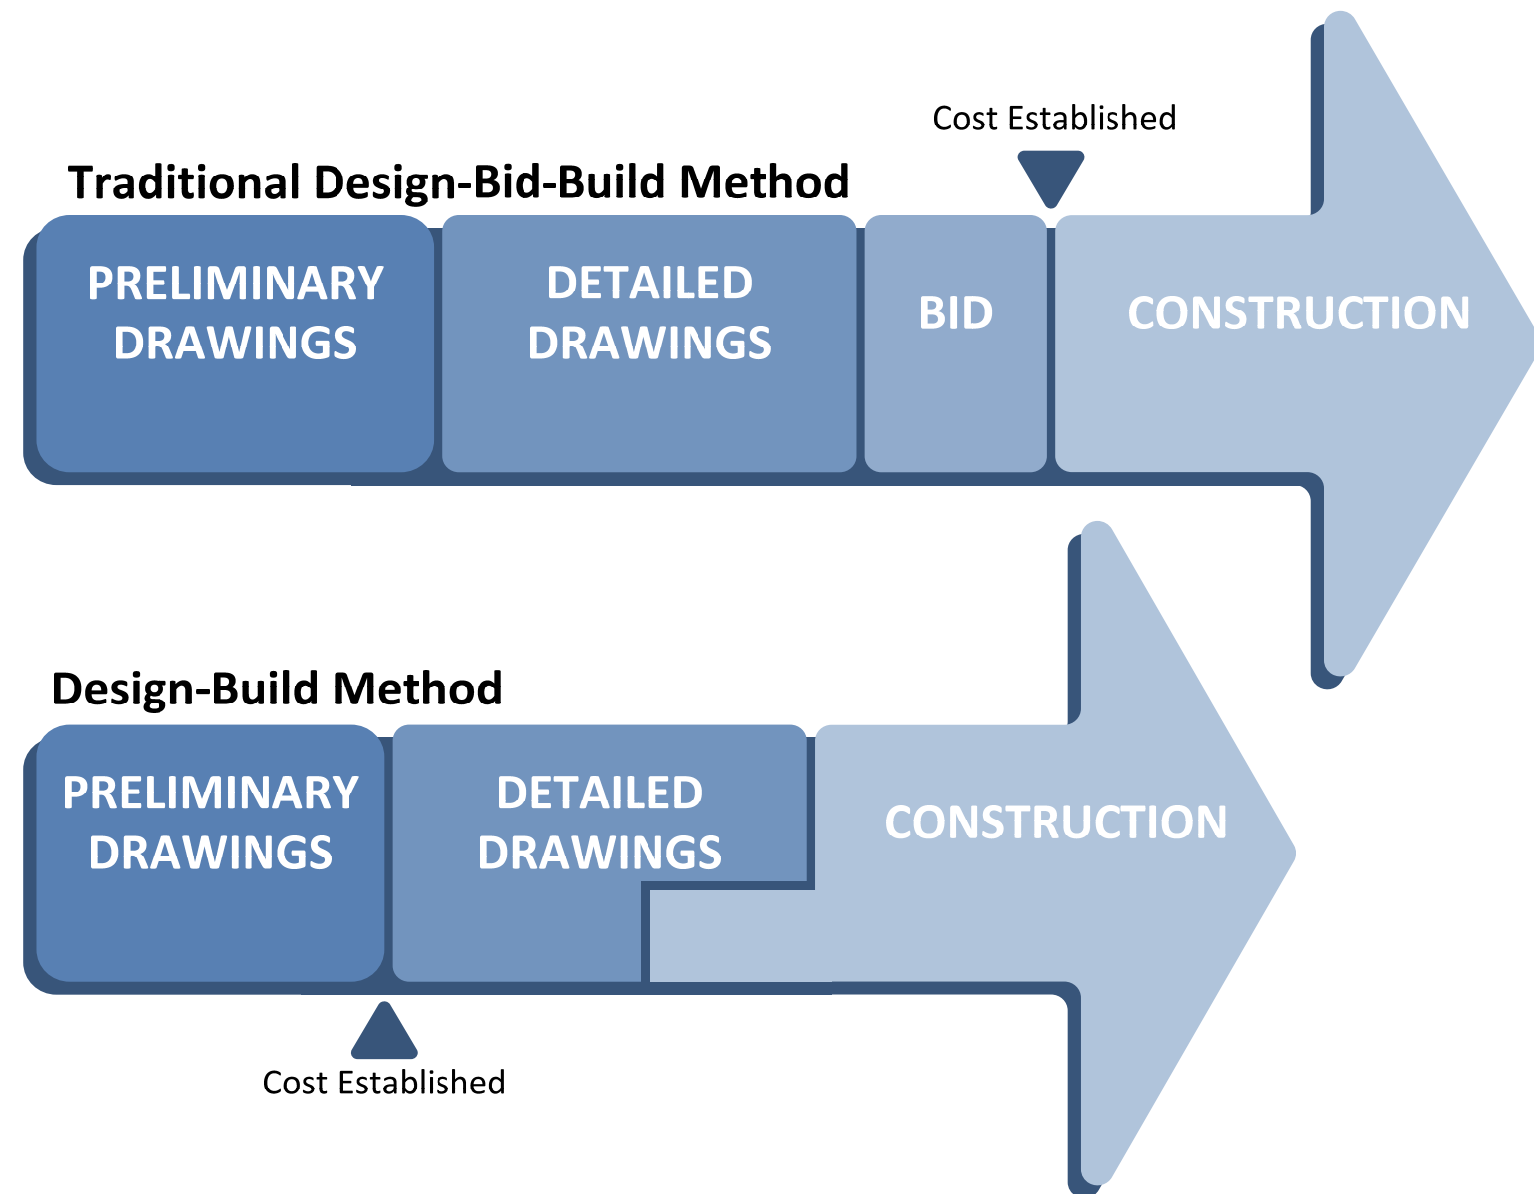 Cost Established
Traditional Design-Bid-Build Method
PRELIMINARY
DRAWINGS
DETAILED
DRAWINGS
BID
CONSTRUCTION
Design-Build Method
PRELIMINARY
DRAWINGS
DETAILED
DRAWINGS
CONSTRUCTION
Cost Established